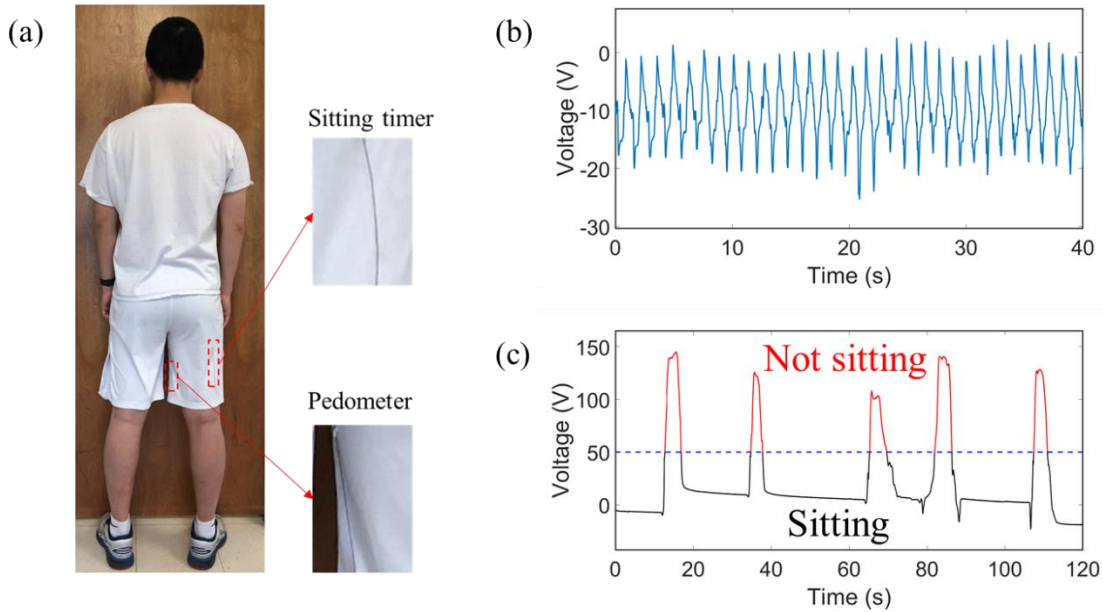 (a)
Sitting timer
Pedometer
(b)
0
-10
-20
-30
Voltage (V)
0
10
20
30
40
Time (s)
(c)
150
100
50
0
Voltage (V)
Not sitting
Sitting
0
20
40
60
80
100
120
Time (s)